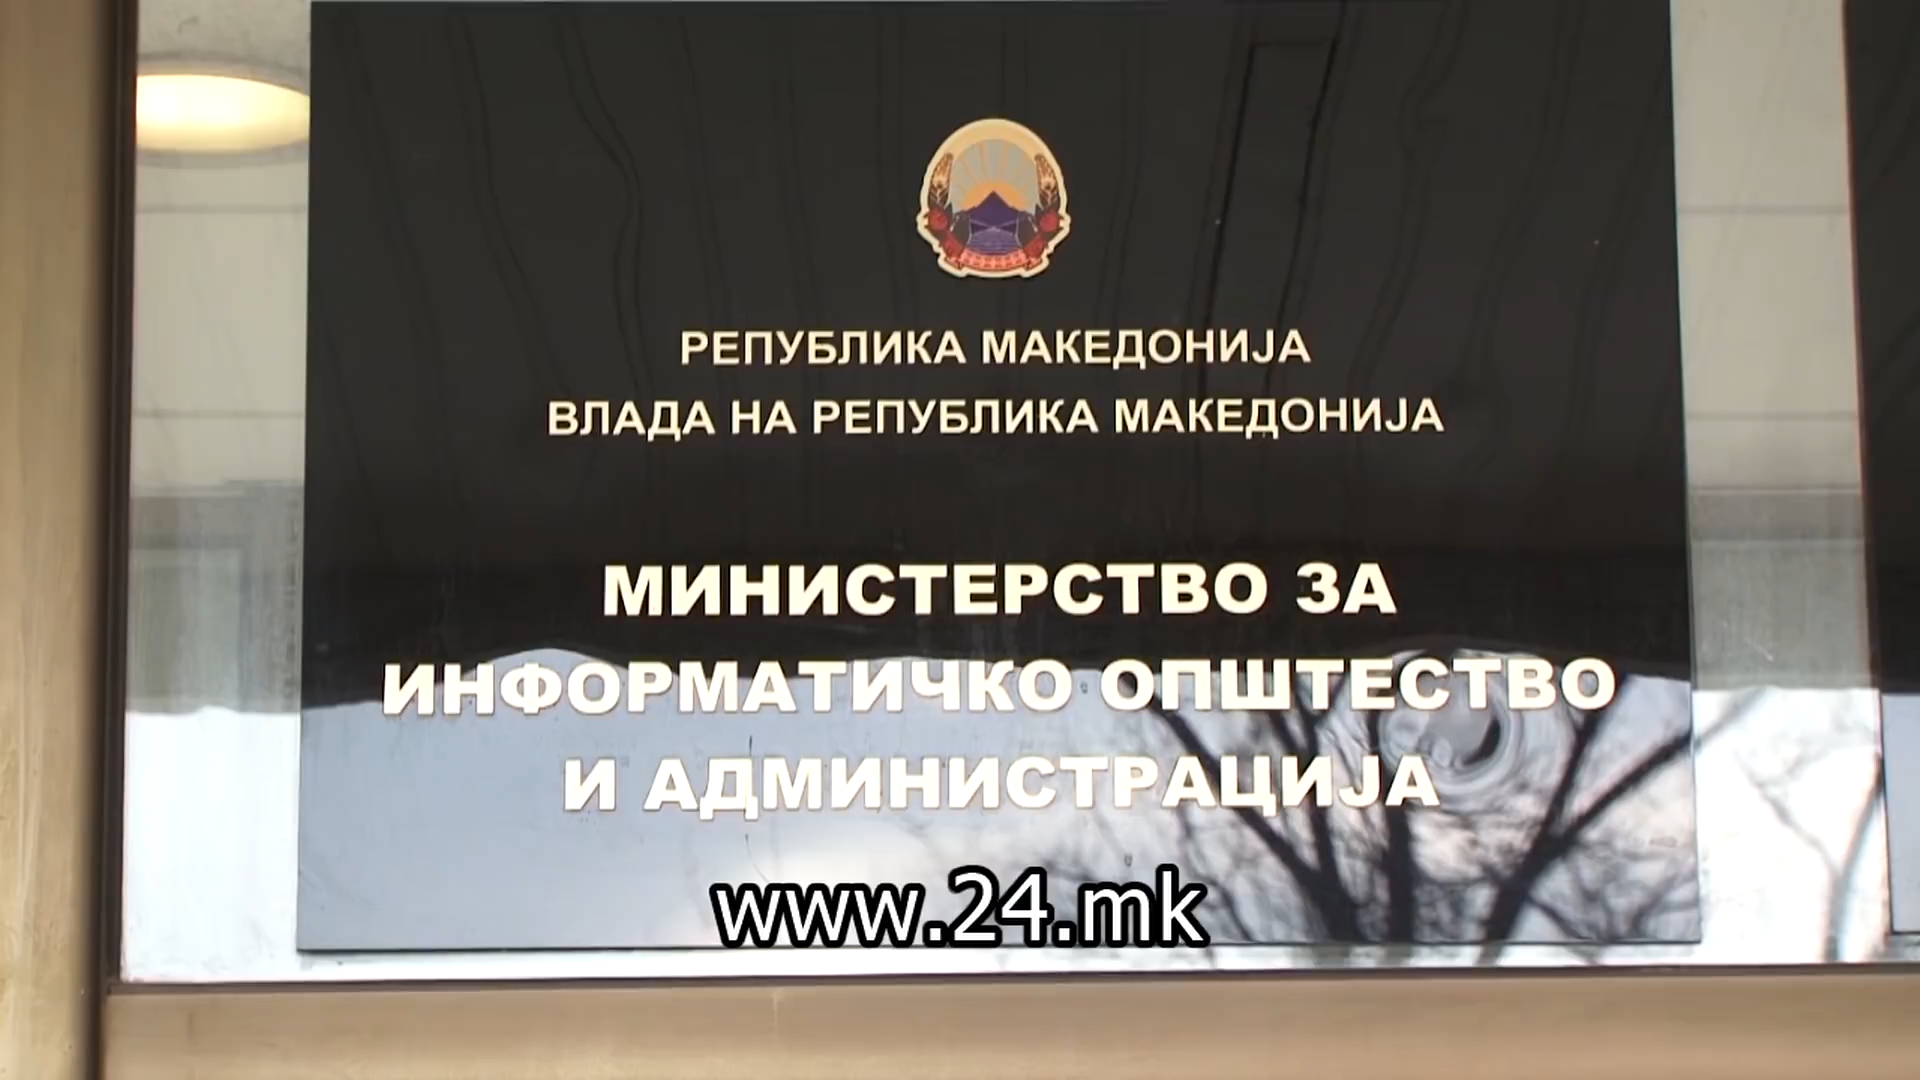 РЕПУБЛИКА МАКЕДОНИЈА
ВЛАДА НА РЕПУБЛИКА МАКЕДОНИЈА
МИНИСТЕРСТВО ЗА
ИНФОРМАТИЧКО ОПШТЕСТВО
И АДМИНИСТРАЦИЈА
www.24.mk